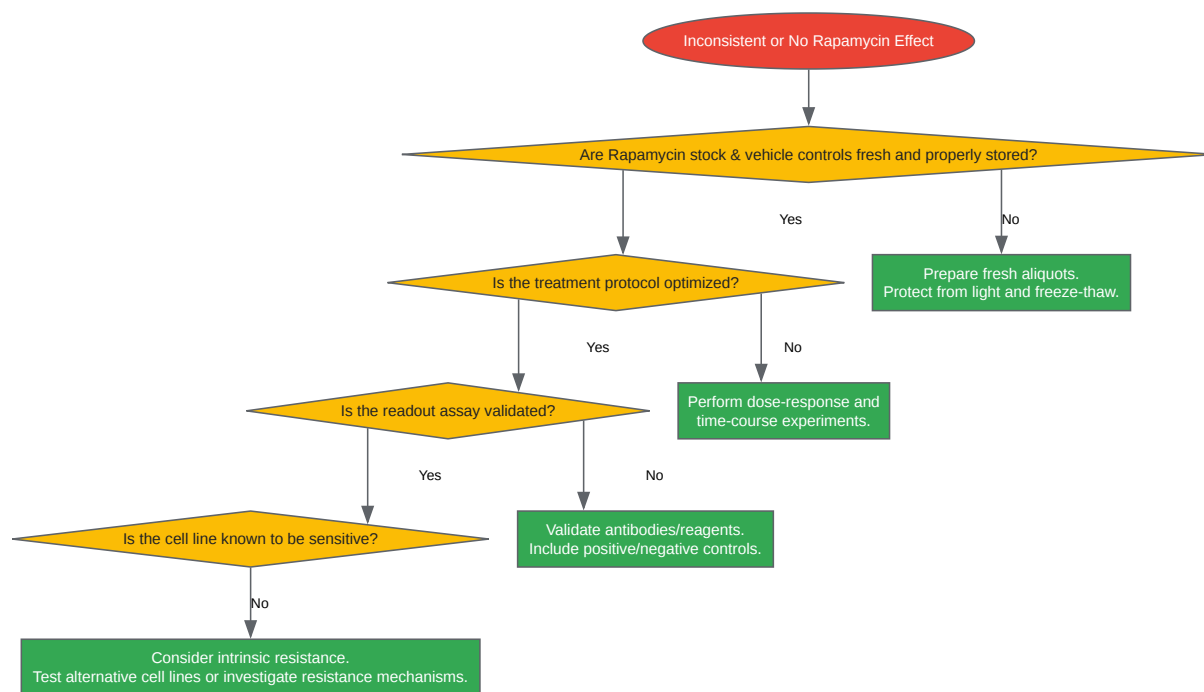 Inconsistent or No Rapamycin Effect
Are Rapamycin stock & vehicle controls fresh and properly stored?
Yes
No
Is the treatment protocol optimized?
Prepare fresh aliquots.
Protect from light and freeze-thaw.
Yes
No
Is the readout assay validated?
Perform dose-response and
time-course experiments.
Yes
No
Is the cell line known to be sensitive?
Validate antibodies/reagents.
Include positive/negative controls.
No
Consider intrinsic resistance.
Test alternative cell lines or investigate resistance mechanisms.